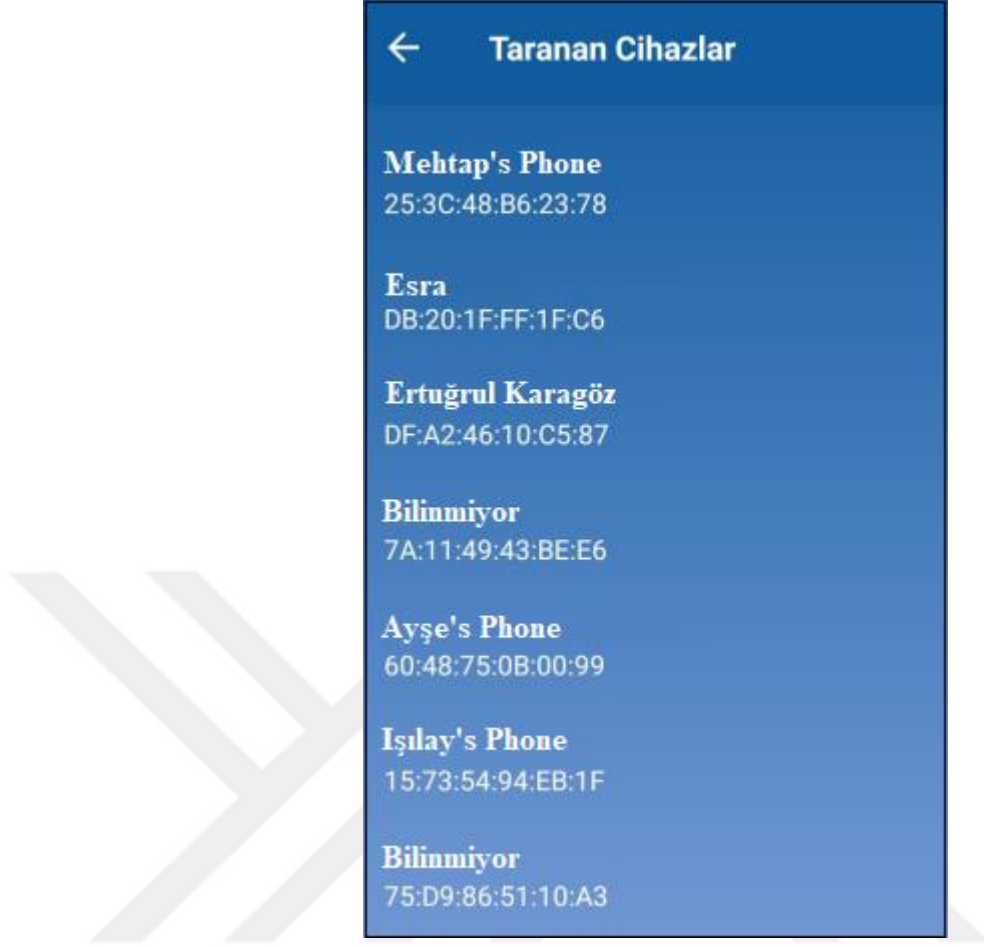 Taranan Cihazlar
Mehtap's Phone
25:3C:48:B6:23:78
Esra
DB:20:1F:FF:1F:C6
Ertuğrul Karagöz
DF:A2:46:10:C5:87
Bilinmiyor
7A:11:49:43:BE:E6
Ayşe's Phone
60:48:75:0B:00:99
Işılay's Phone
15:73:54:94:EB:1F
Bilinmiyor
75:D9:86:51:10:A3